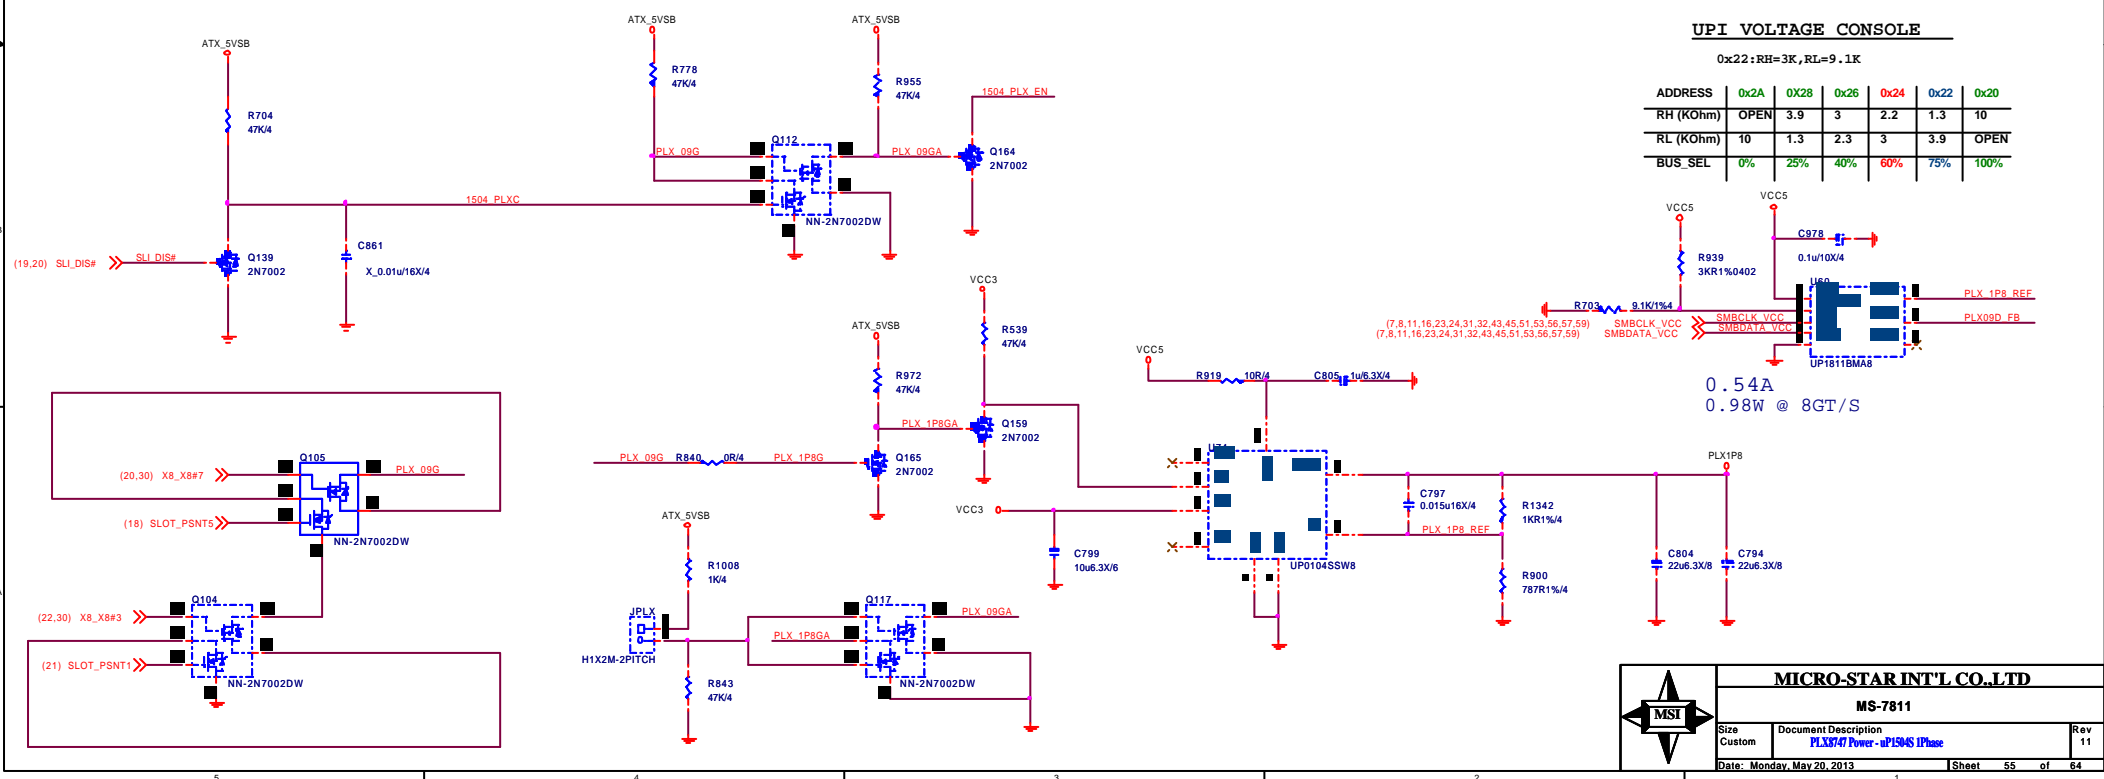 UPI VOLTAGE CONSOLE
0x22:RH=3K,RL=9.1K
ADDRESS 0x2A 0X28 0x26 0x24 0x22 0x20
RH (KOhm) OPEN 3.9 3 2.2 1.3 10
RL (KOhm) 10 1.3 2.3 3 3.9 OPEN
BUS_SEL 0% 25% 40% 60% 75% 100%
ATX_5VSB
R704
47K/4
ATX_5VSB
R778
47K/4
ATX_5VSB
R955
47K/4
1504_PLX_EN
PLX_09G
Q112
PLX_09GA
Q164
2N7002
NN-2N7002DW
1504_PLXC
(19,20) SLI_DIS#
SLI_DIS#
Q139
2N7002
C861
X_0.01u/16X/4
VCC5
VCC5
R939
3KR1%0402
C978
0.1u/10X/4
R703
9.1K/1%4
(7,8,11,16,23,24,31,32,43,45,51,53,56,57,59) SMBCLK_VCC
(7,8,11,16,23,24,31,32,43,45,51,53,56,57,59) SMBDATA_VCC
SMBCLK_VCC
SMBDATA_VCC
PLX_1P8_REF
PLX09D_FB
UP1811BMA8
0.54A
0.98W @ 8GT/S
VCC3
R539
47K/4
ATX_5VSB
R972
47K/4
PLX_1P8GA
Q159
2N7002
PLX_09G
R840
0R/4
PLX_1P8G
Q165
2N7002
VCC5
R919
10R/4
C805
1u/6.3X/4
VCC3
C799
10u6.3X/6
UP0104SSW8
C797
0.015u16X/4
R1342
1KR1%/4
PLX_1P8_REF
R900
787R1%/4
PLX1P8
C804
22u6.3X/8
C794
22u6.3X/8
Q105
(20,30) X8_X8#7
PLX_09G
(18) SLOT_PSNT5
NN-2N7002DW
Q104
(22,30) X8_X8#3
(21) SLOT_PSNT1
NN-2N7002DW
ATX_5VSB
R1008
1K/4
JPLX
H1X2M-2PITCH
R843
47K/4
Q117
PLX_09GA
PLX_1P8GA
NN-2N7002DW
MSI
MICRO-STAR INT'L CO.,LTD
MS-7811
Size
Custom
Document Description
PLX8747 Power - uP1504S 1Phase
Rev
11
Date: Monday, May 20, 2013
Sheet 55 of 64
5 4 3 2 1